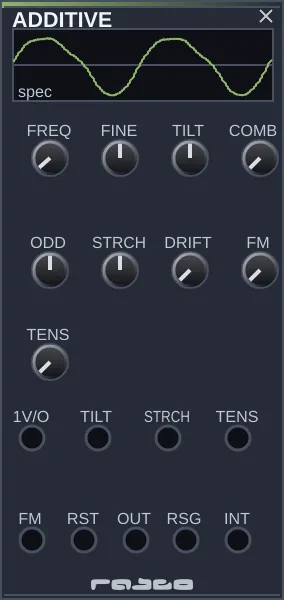 ADDITIVE
spec
FREQ FINE TILT COMB
ODD STRCH DRIFT FM
TENS
1V/O TILT STRCH TENS
FM RST OUT RSG INT